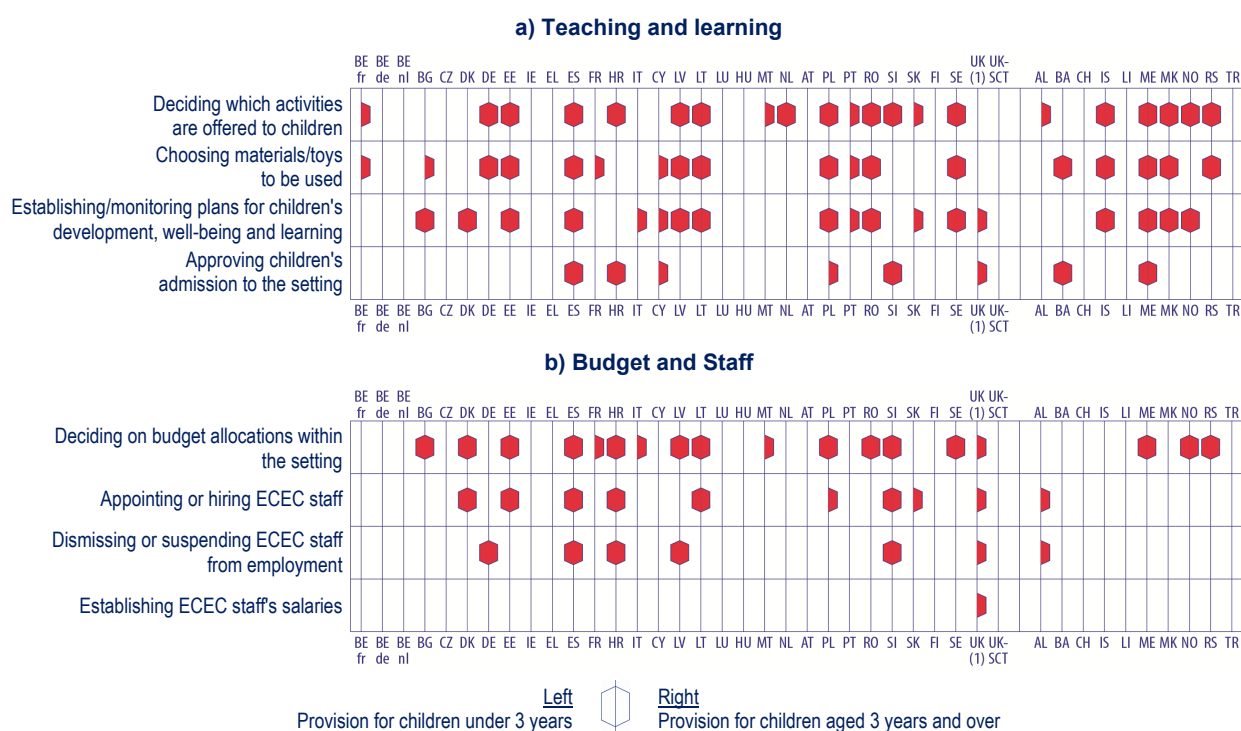 a) Teaching and learning
BE BE BE UK UK-
fr de nl BG CZ DK DE EE IE EL ES FR HR IT CY LV LT LU HU MT NL AT PL PT RO SI SK FI SE (1) SCT AL BA CH IS LI ME MK NO RS TR
Deciding which activities
are offered to children
Choosing materials/toys
to be used
Establishing/monitoring plans for children's
development, well-being and learning
Approving children's
admission to the setting
BE BE BE BG CZ DK DE EE IE EL ES FR HR IT CY LV LT LU HU MT NL AT PL PT RO SI SK FI SE UK UK- AL BA CH IS LI ME MK NO RS TR
fr de nl (1) SCT
b) Budget and Staff
BE BE BE UK UK-
fr de nl BG CZ DK DE EE IE EL ES FR HR IT CY LV LT LU HU MT NL AT PL PT RO SI SK FI SE (1) SCT AL BA CH IS LI ME MK NO RS TR
Deciding on budget allocations within
the setting
Appointing or hiring ECEC staff
Dismissing or suspending ECEC staff
from employment
Establishing ECEC staff's salaries
BE BE BE BG CZ DK DE EE IE EL ES FR HR IT CY LV LT LU HU MT NL AT PL PT RO SI SK FI SE UK UK- AL BA CH IS LI ME MK NO RS TR
fr de nl (1) SCT
Left Right
Provision for children under 3 years Provision for children aged 3 years and over